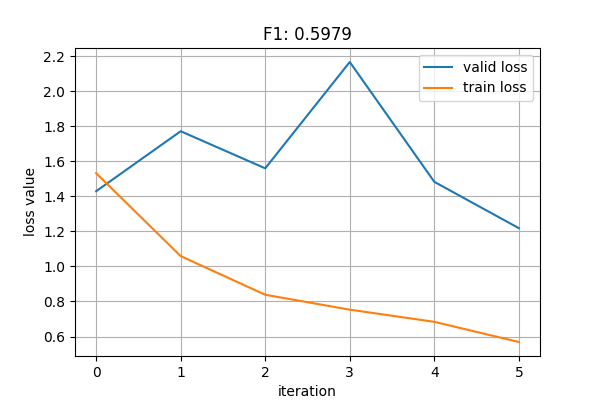 F1: 0.5979
valid loss
train loss
2.2
2.0
1.8
1.6
1.4
1.2
1.0
0.8
0.6
loss value
0 1 2 3 4 5
iteration